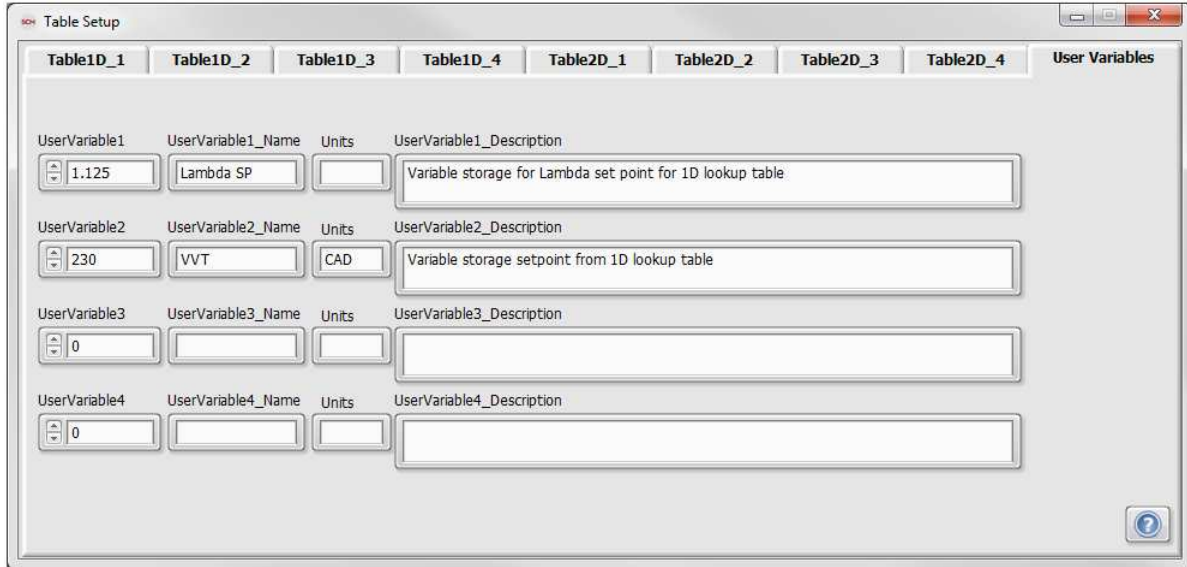 SCM Table Setup
Table1D_1 Table1D_2 Table1D_3 Table1D_4 Table2D_1 Table2D_2 Table2D_3 Table2D_4 User Variables
UserVariable1 UserVariable1_Name Units UserVariable1_Description
1.125 Lambda SP Variable storage for Lambda set point for 1D lookup table
UserVariable2 UserVariable2_Name Units UserVariable2_Description
230 VVT CAD Variable storage setpoint from 1D lookup table
UserVariable3 UserVariable3_Name Units UserVariable3_Description
0
UserVariable4 UserVariable4_Name Units UserVariable4_Description
0
?